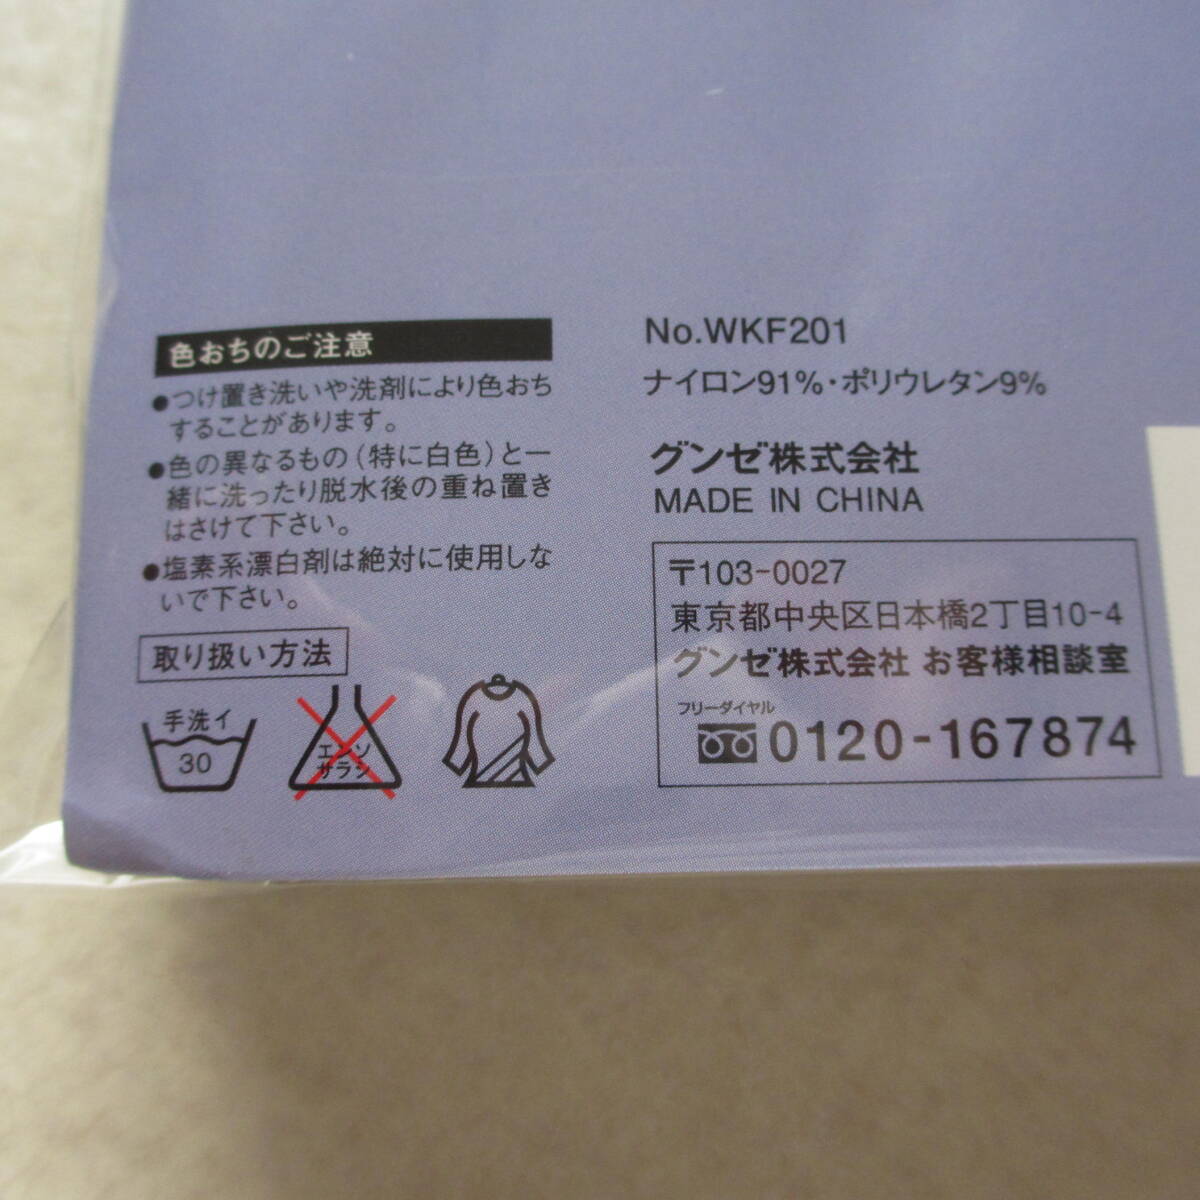 色おちのご注意
●つけ置き洗いや洗剤により色おち
することがあります。
●色の異なるもの(特に白色)と一
緒に洗ったり脱水後の重ね置き
はさけて下さい。
●塩素系漂白剤は絶対に使用しな
いで下さい。
取り扱い方法
手洗イ
30
エンソ
サラシ
No.WKF201
ナイロン91%・ポリウレタン9%
グンゼ株式会社
MADE IN CHINA
〒103-0027
東京都中央区日本橋2丁目10-4
グンゼ株式会社 お客様相談室
フリーダイヤル
0120-167874